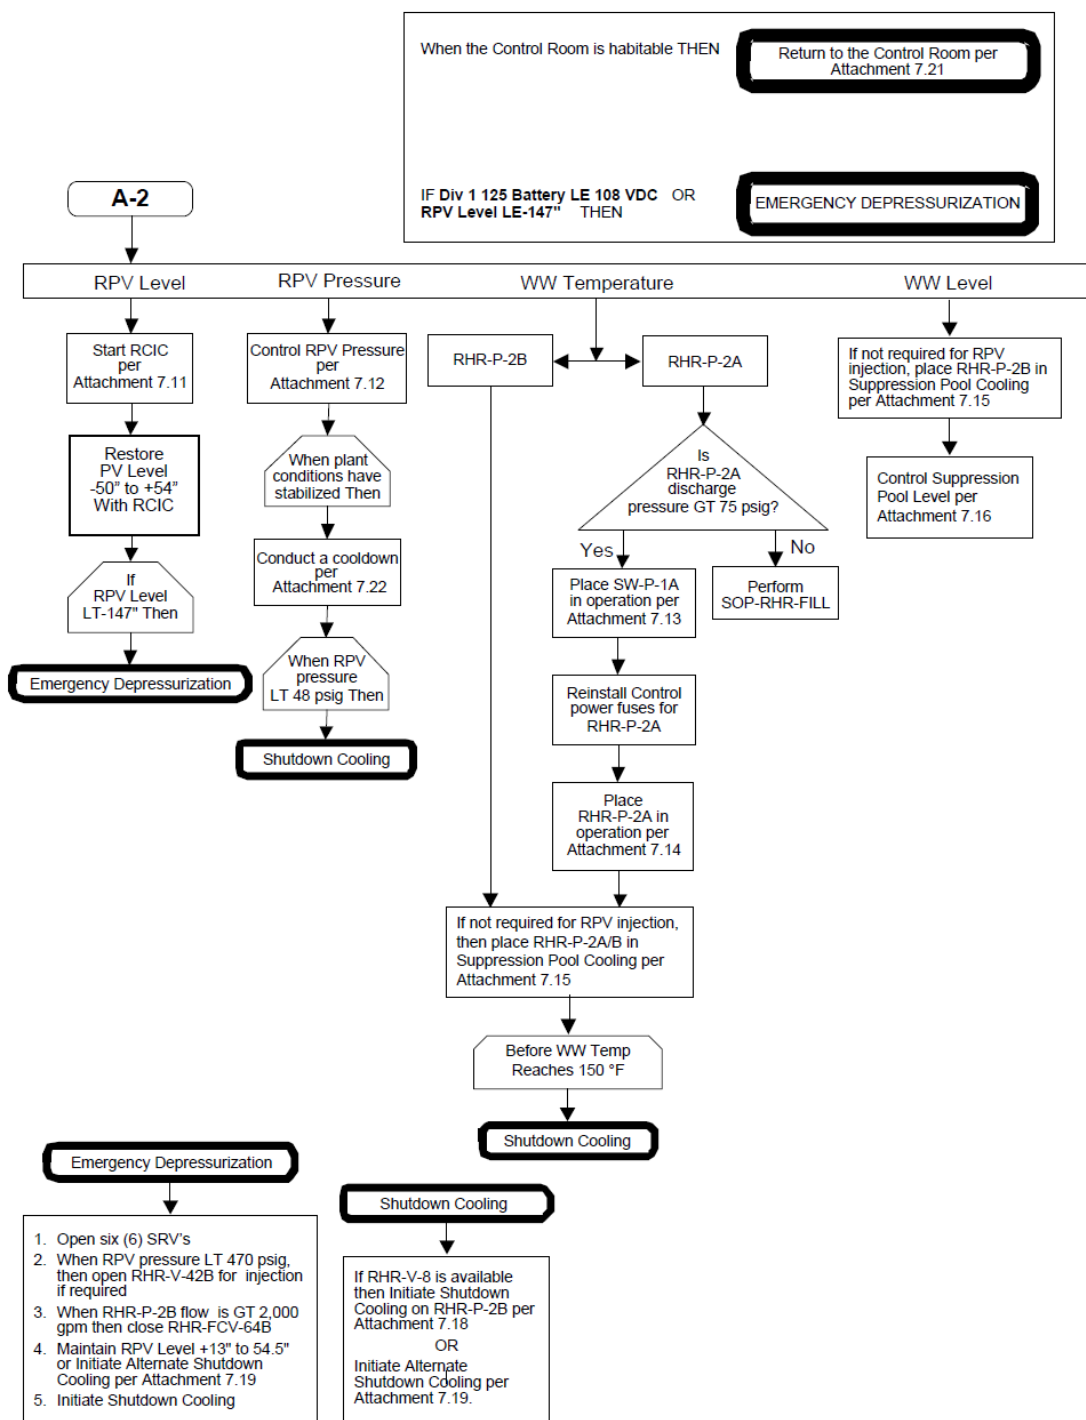 When the Control Room is habitable THEN
Return to the Control Room per
Attachment 7.21
IF Div 1 125 Battery LE 108 VDC OR
RPV Level LE-147" THEN
EMERGENCY DEPRESSURIZATION
A-2
RPV Level
RPV Pressure
WW Temperature
WW Level
Start RCIC
per
Attachment 7.11
Restore
PV Level
-50" to +54"
With RCIC
If
RPV Level
LT-147" Then
Emergency Depressurization
Control RPV Pressure
per
Attachment 7.12
When plant
conditions have
stabilized Then
Conduct a cooldown
per
Attachment 7.22
When RPV
pressure
LT 48 psig Then
Shutdown Cooling
RHR-P-2B
RHR-P-2A
Is
RHR-P-2A
discharge
pressure GT 75 psig?
Yes
No
Place SW-P-1A
in operation per
Attachment 7.13
Perform
SOP-RHR-FILL
Reinstall Control
power fuses for
RHR-P-2A
Place
RHR-P-2A in
operation per
Attachment 7.14
If not required for RPV injection,
then place RHR-P-2A/B in
Suppression Pool Cooling per
Attachment 7.15
Before WW Temp
Reaches 150 °F
Shutdown Cooling
If not required for RPV
injection, place RHR-P-2B in
Suppression Pool Cooling
per Attachment 7.15
Control Suppression
Pool Level per
Attachment 7.16
Emergency Depressurization
1. Open six (6) SRV's
2. When RPV pressure LT 470 psig,
then open RHR-V-42B for injection
if required
3. When RHR-P-2B flow is GT 2,000
gpm then close RHR-FCV-64B
4. Maintain RPV Level +13" to 54.5"
or Initiate Alternate Shutdown
Cooling per Attachment 7.19
5. Initiate Shutdown Cooling
Shutdown Cooling
If RHR-V-8 is available
then Initiate Shutdown
Cooling on RHR-P-2B per
Attachment 7.18
OR
Initiate Alternate
Shutdown Cooling per
Attachment 7.19.